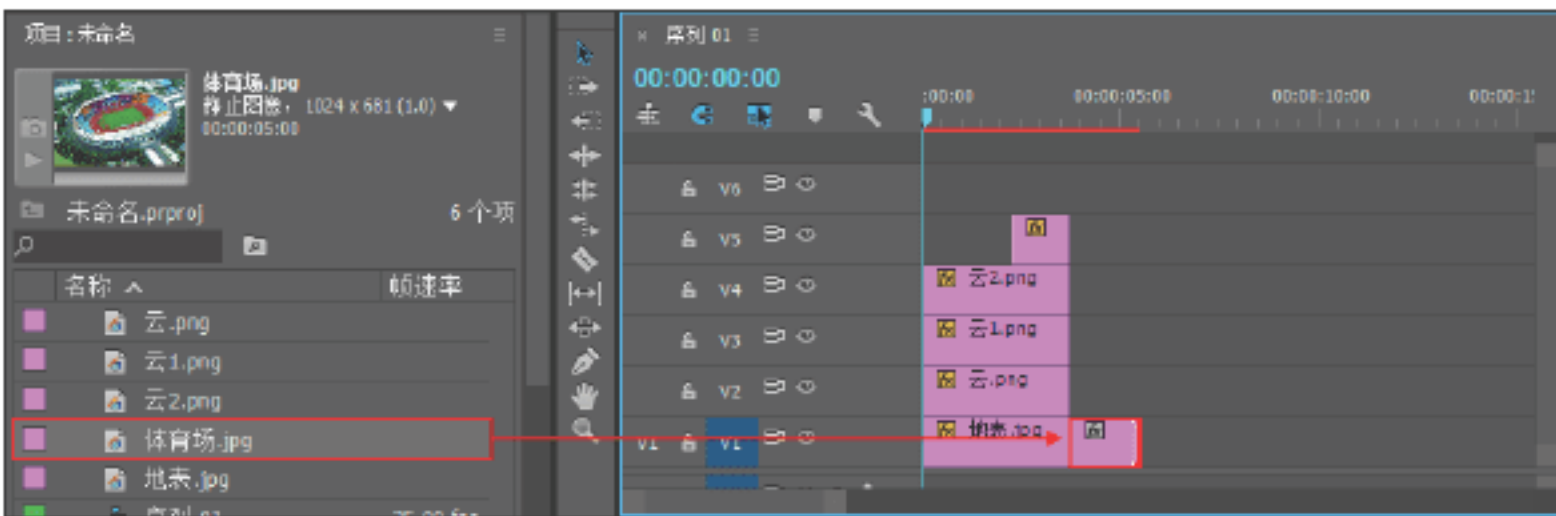 项目:未命名
体育场.jpg
静止图像, 1024 x 681 (1.0)
00:00:05:00
未命名.prproj
6 个项
名称
帧速率
云.png
云1.png
云2.png
体育场.jpg
地表.jpg
序列 01
序列 01
00:00:00:00
:00:00
00:00:05:00
00:00:10:00
V6
V5
V4
云2.png
V3
云1.png
V2
云.png
V1
V1
地表.jpg